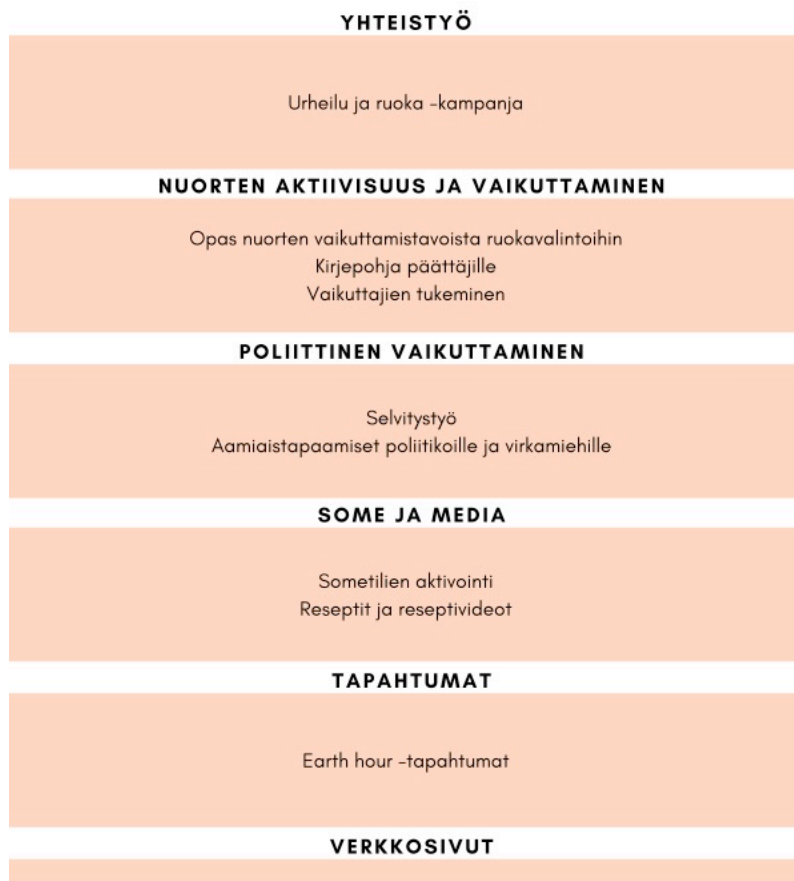 YHTEISTYÖ
Urheilu ja ruoka -kampanja
NUORTEN AKTIIVISUUS JA VAIKUTTAMINEN
Opas nuorten vaikuttamistavoista ruokavalintoihin
Kirjepohja päättäjille
Vaikuttajien tukeminen
POLIITTINEN VAIKUTTAMINEN
Selvitystyö
Aamiaistapaamiset poliitikoille ja virkamiehille
SOME JA MEDIA
Sometilien aktivointi
Reseptit ja reseptivideot
TAPAHTUMAT
Earth hour -tapahtumat
VERKKOSIVUT